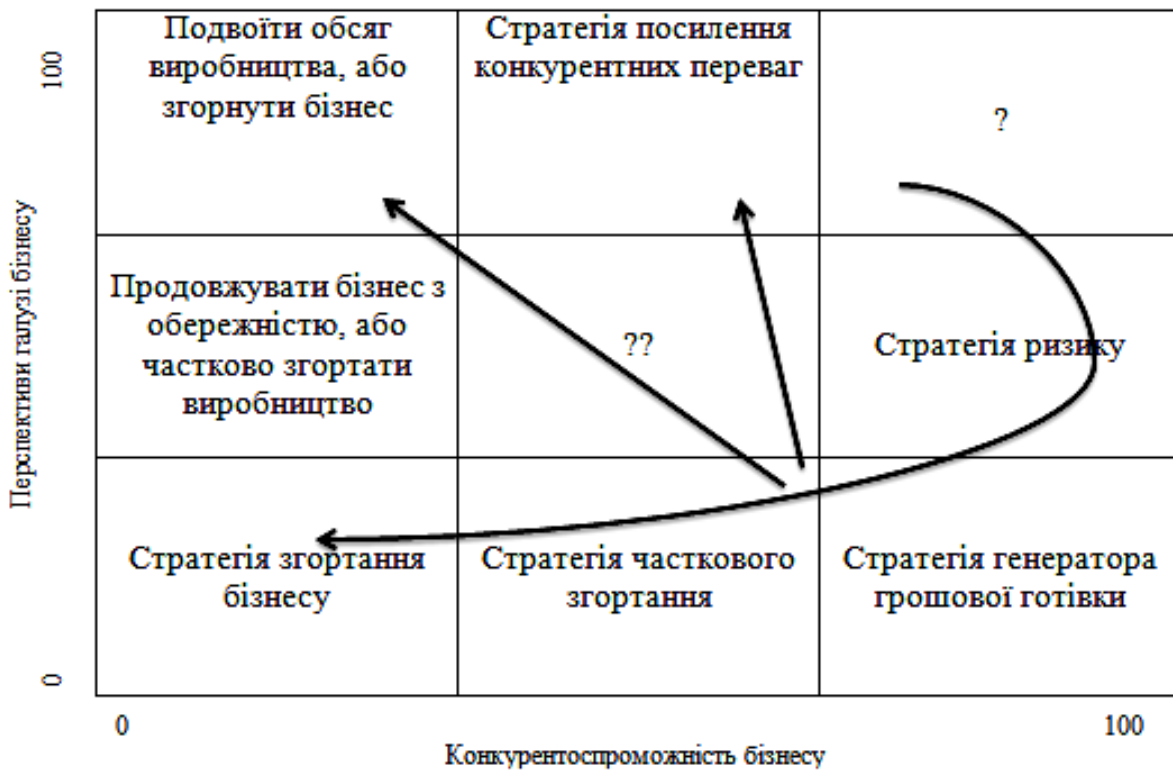 Подвоїти обсяг
виробництва, або
згорнути бізнес
Стратегія посилення
конкурентних переваг
?
100
Перспективи галузі бізнесу
Продовжувати бізнес з
обережністю, або
частково згортати
виробництво
??
Стратегія ризику
Стратегія згортання
бізнесу
Стратегія часткового
згортання
Стратегія генератора
грошової готівки
0
0
100
Конкурентоспроможність бізнесу